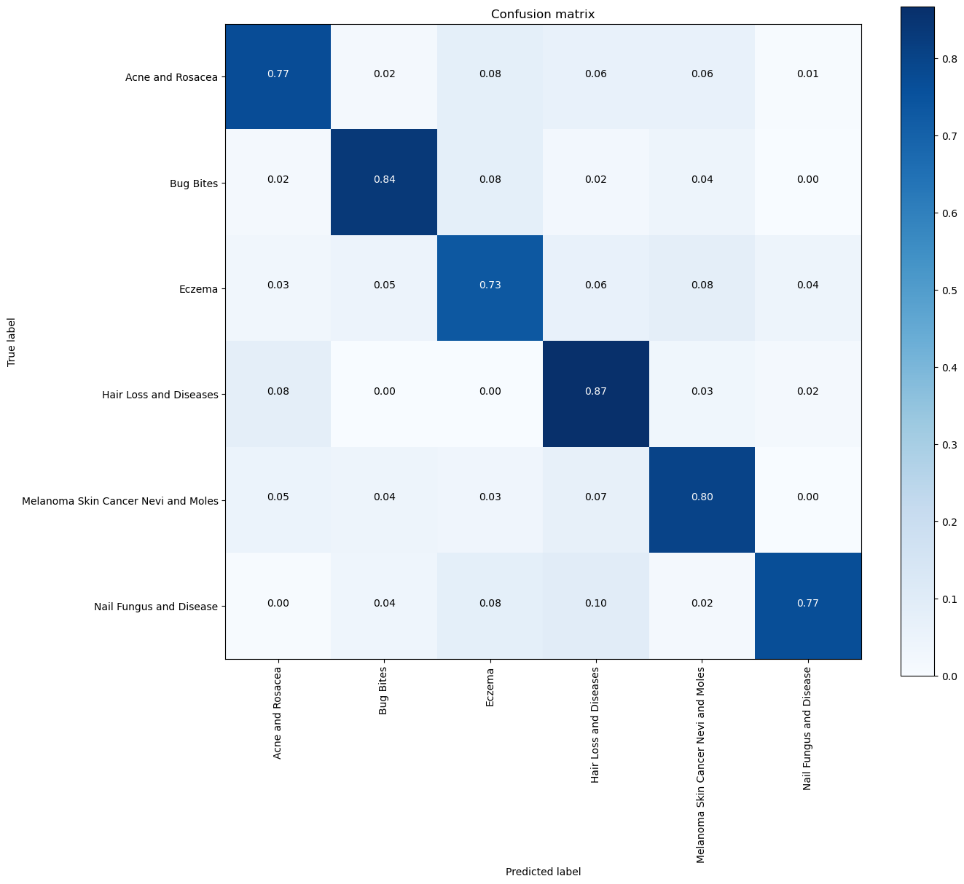 Confusion matrix
Acne and Rosacea 0.77 0.02 0.08 0.06 0.06 0.01
Bug Bites 0.02 0.84 0.08 0.02 0.04 0.00
Eczema 0.03 0.05 0.73 0.06 0.08 0.04
Hair Loss and Diseases 0.08 0.00 0.00 0.87 0.03 0.02
Melanoma Skin Cancer Nevi and Moles 0.05 0.04 0.03 0.07 0.80 0.00
Nail Fungus and Disease 0.00 0.04 0.08 0.10 0.02 0.77
True label
Acne and Rosacea
Bug Bites
Eczema
Hair Loss and Diseases
Melanoma Skin Cancer Nevi and Moles
Nail Fungus and Disease
Predicted label
0.8
0.7
0.6
0.5
0.4
0.3
0.2
0.1
0.0